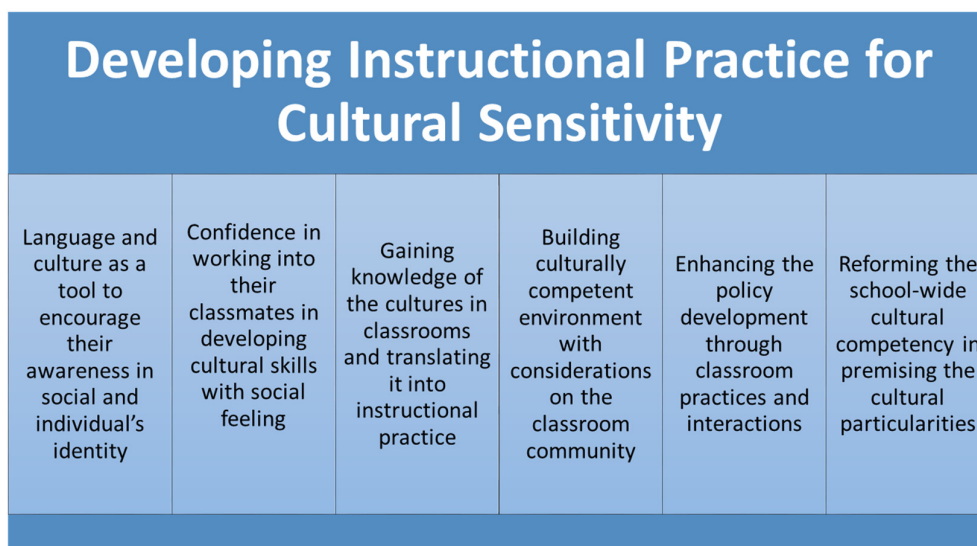 Developing Instructional Practice for
Cultural Sensitivity
Language and
culture as a
tool to
encourage
their
awareness in
social and
individual's
identity
Confidence in
working into
their
classmates in
developing
cultural skills
with social
feeling
Gaining
knowledge of
the cultures in
classrooms
and translating
it into
instructional
practice
Building
culturally
competent
environment
with
considerations
on the
classroom
community
Enhancing the
policy
development
through
classroom
practices and
interactions
Reforming the
school-wide
cultural
competency in
premising the
cultural
particularities